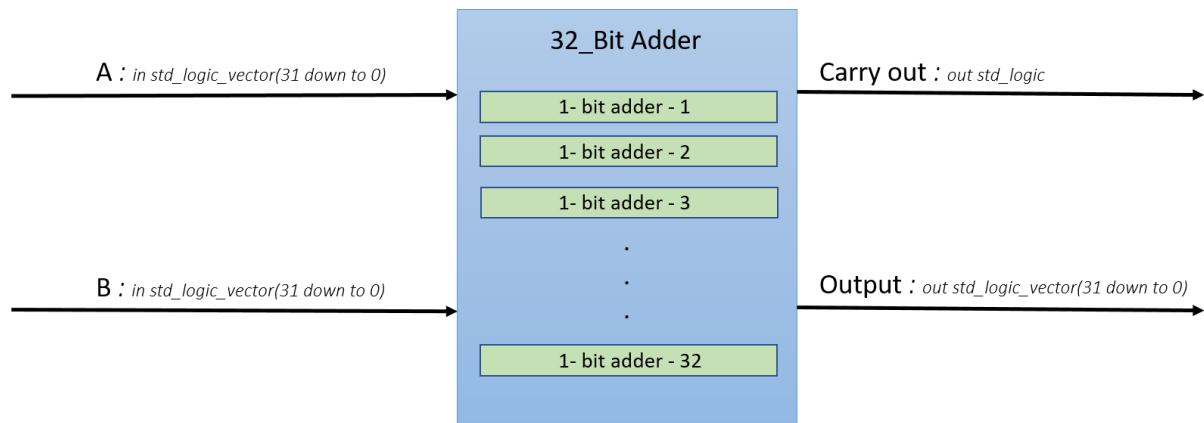 32_Bit Adder
A : in std_logic_vector(31 down to 0)
Carry out : out std_logic
1- bit adder - 1
1- bit adder - 2
1- bit adder - 3
.
.
.
B : in std_logic_vector(31 down to 0)
Output : out std_logic_vector(31 down to 0)
1- bit adder - 32